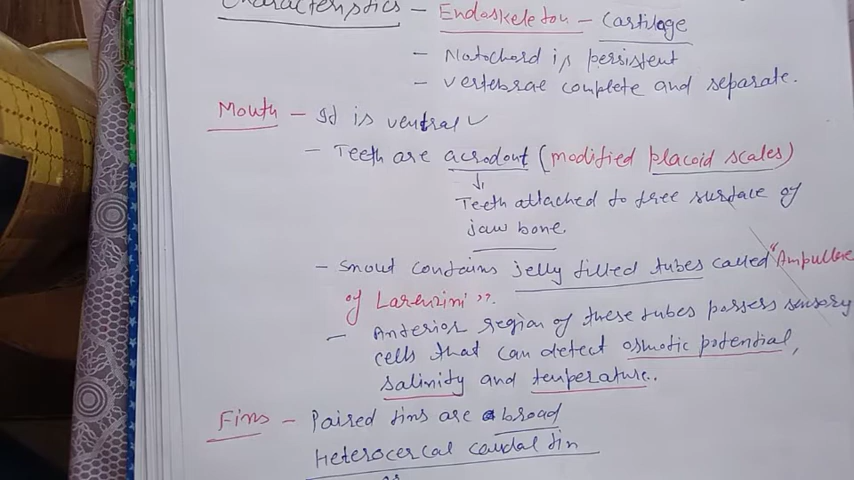 Characteristics - Endoskeleton - Cartilage
- Notochord is persistent
- vertebrae complete and separate.
Mouth - It is ventral ✓
- Teeth are acrodont (modified placoid scales)
↓
Teeth attached to free surface of
jaw bone.
- Snout contains jelly filled tubes called "Ampullae
of Lorenzini".
- Anterior region of these tubes possess sensory
cells that can detect osmotic potential,
salinity and temperature..
Fins - Paired fins are broad
Heterocercal caudal fin